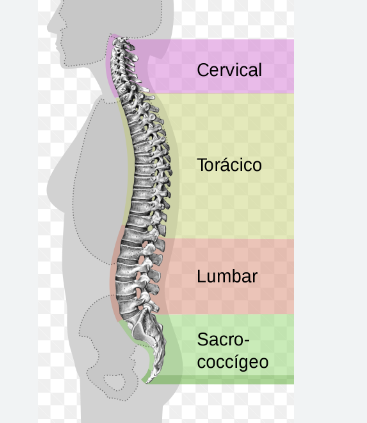 Cervical
Torácico
Lumbar
Sacro-
coccígeo